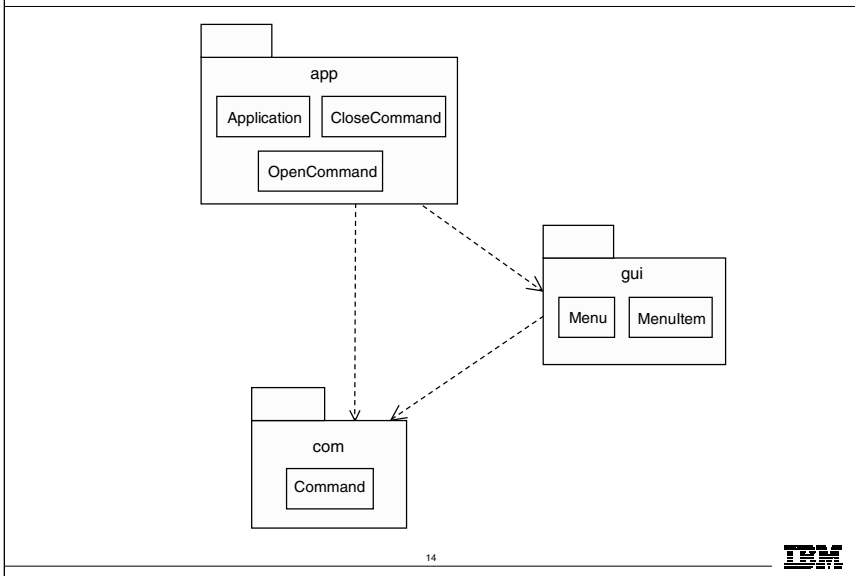 app
Application CloseCommand
OpenCommand
gui
Menu MenuItem
com
Command
14
IBM